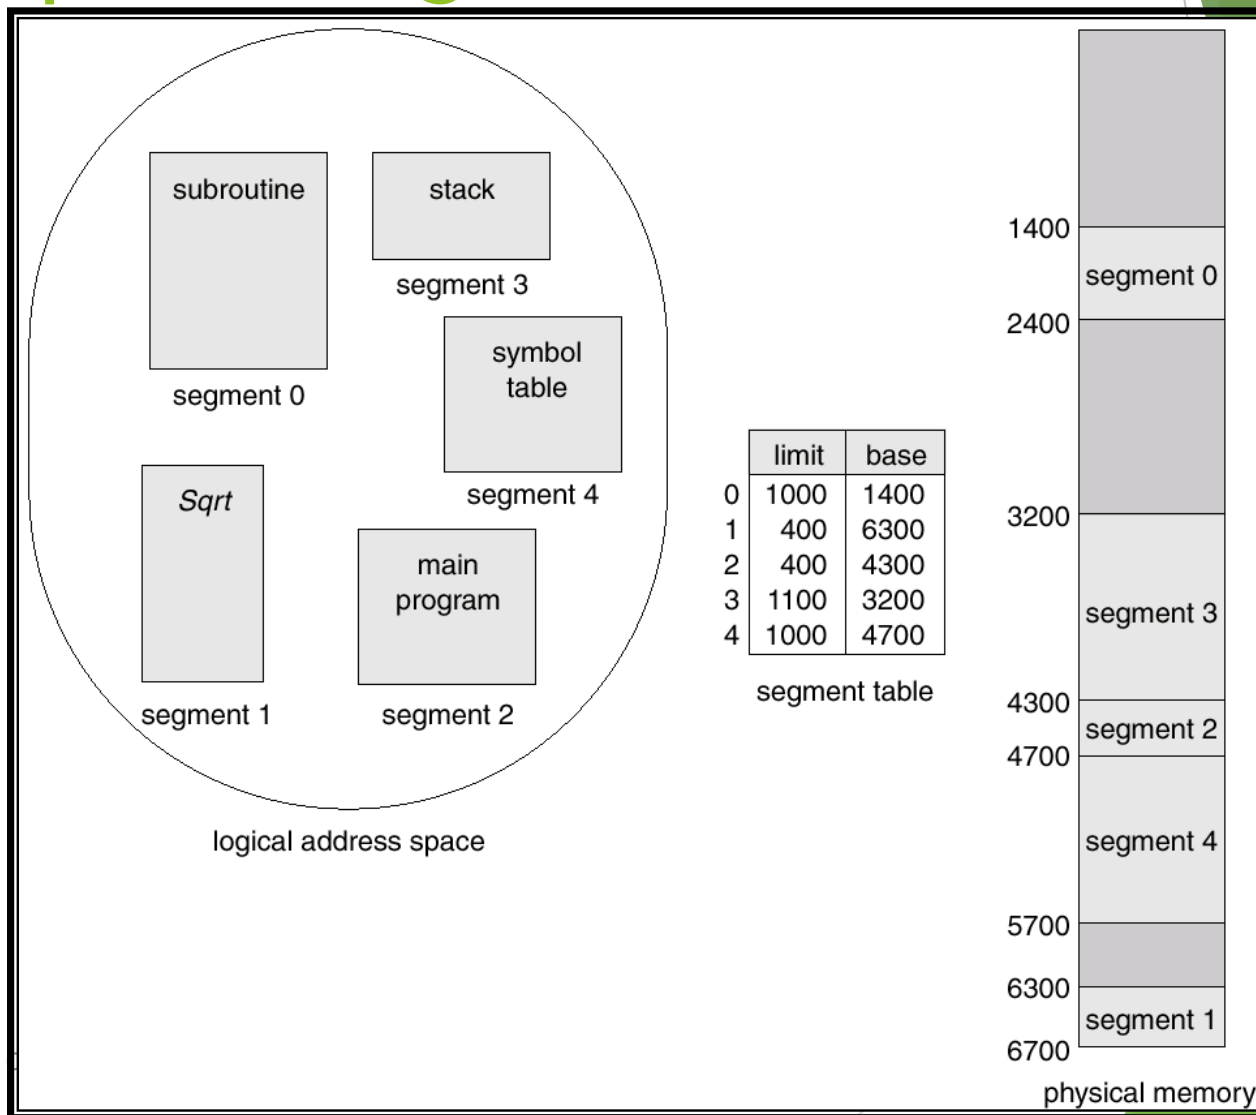 subroutine
segment 0
stack
segment 3
symbol
table
segment 4
Sqrt
segment 1
main
program
segment 2
logical address space
limit base
0 1000 1400
1 400 6300
2 400 4300
3 1100 3200
4 1000 4700
segment table
1400
segment 0
2400
3200
segment 3
4300
segment 2
4700
segment 4
5700
6300
segment 1
6700
physical memory